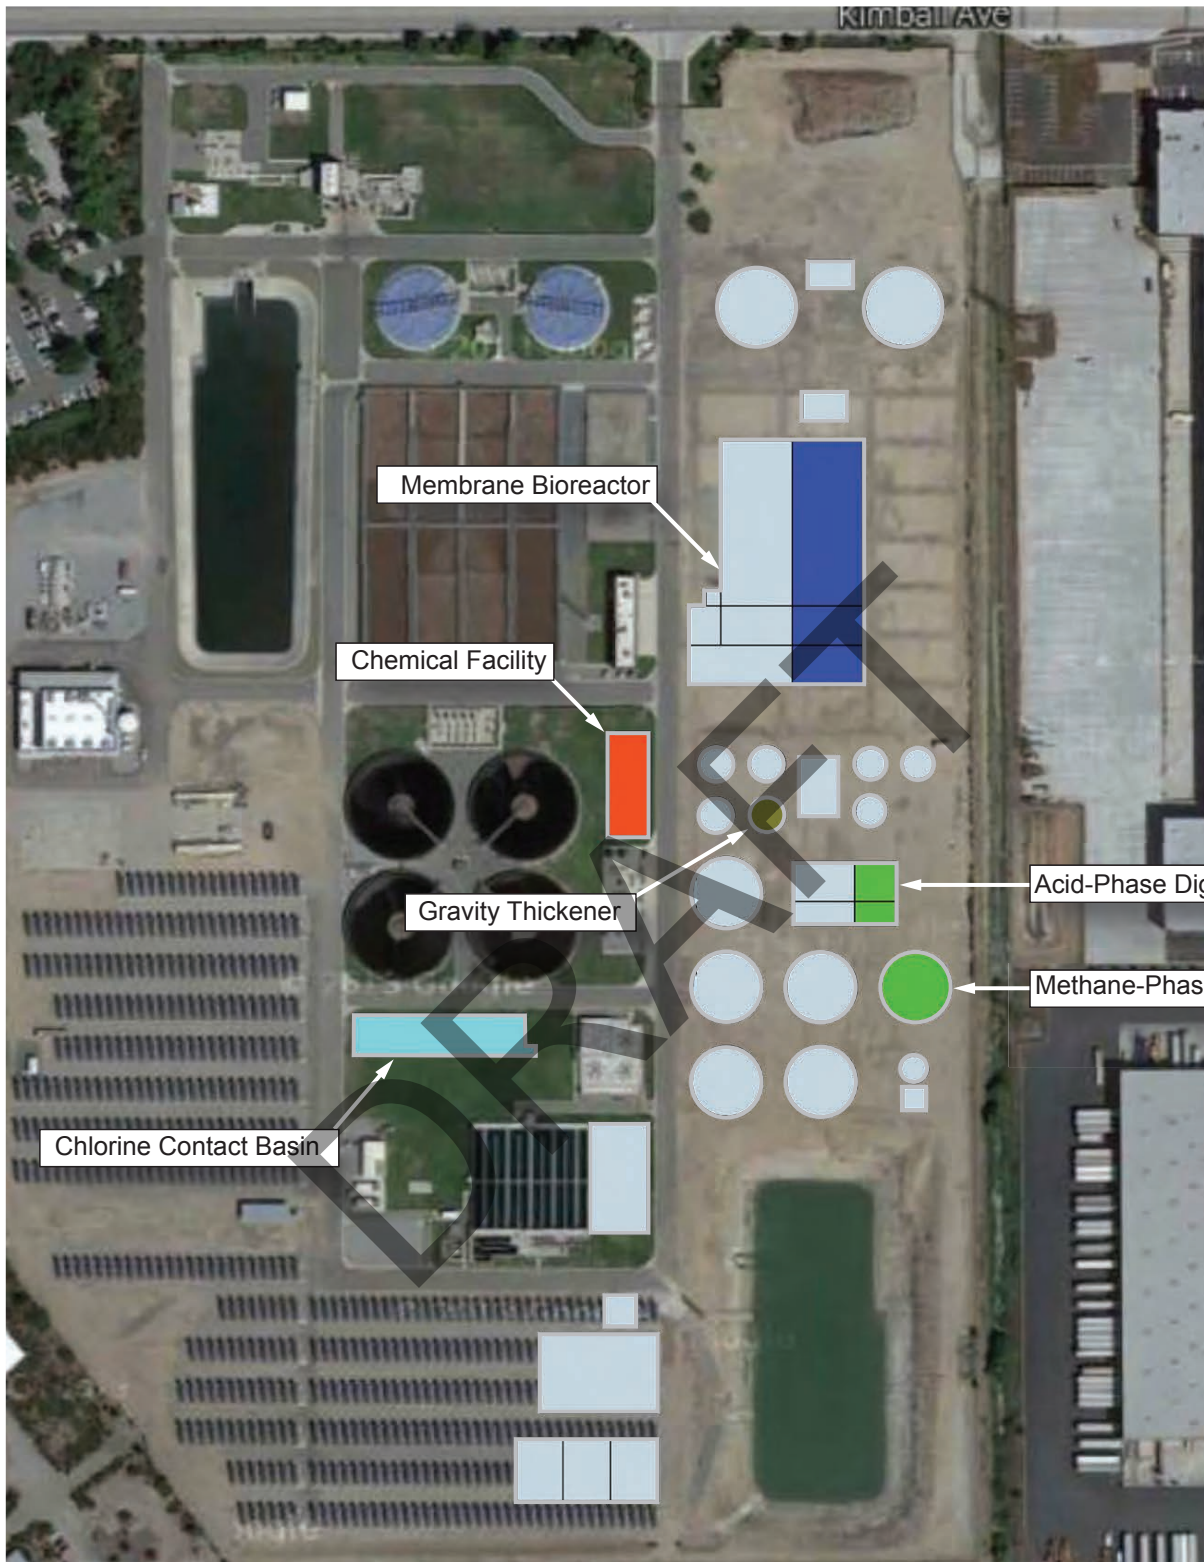 Kimball Ave
Membrane Bioreactor
Chemical Facility
Gravity Thickener
Acid-Phase Dig
Methane-Phas
Chlorine Contact Basin
DRAFT